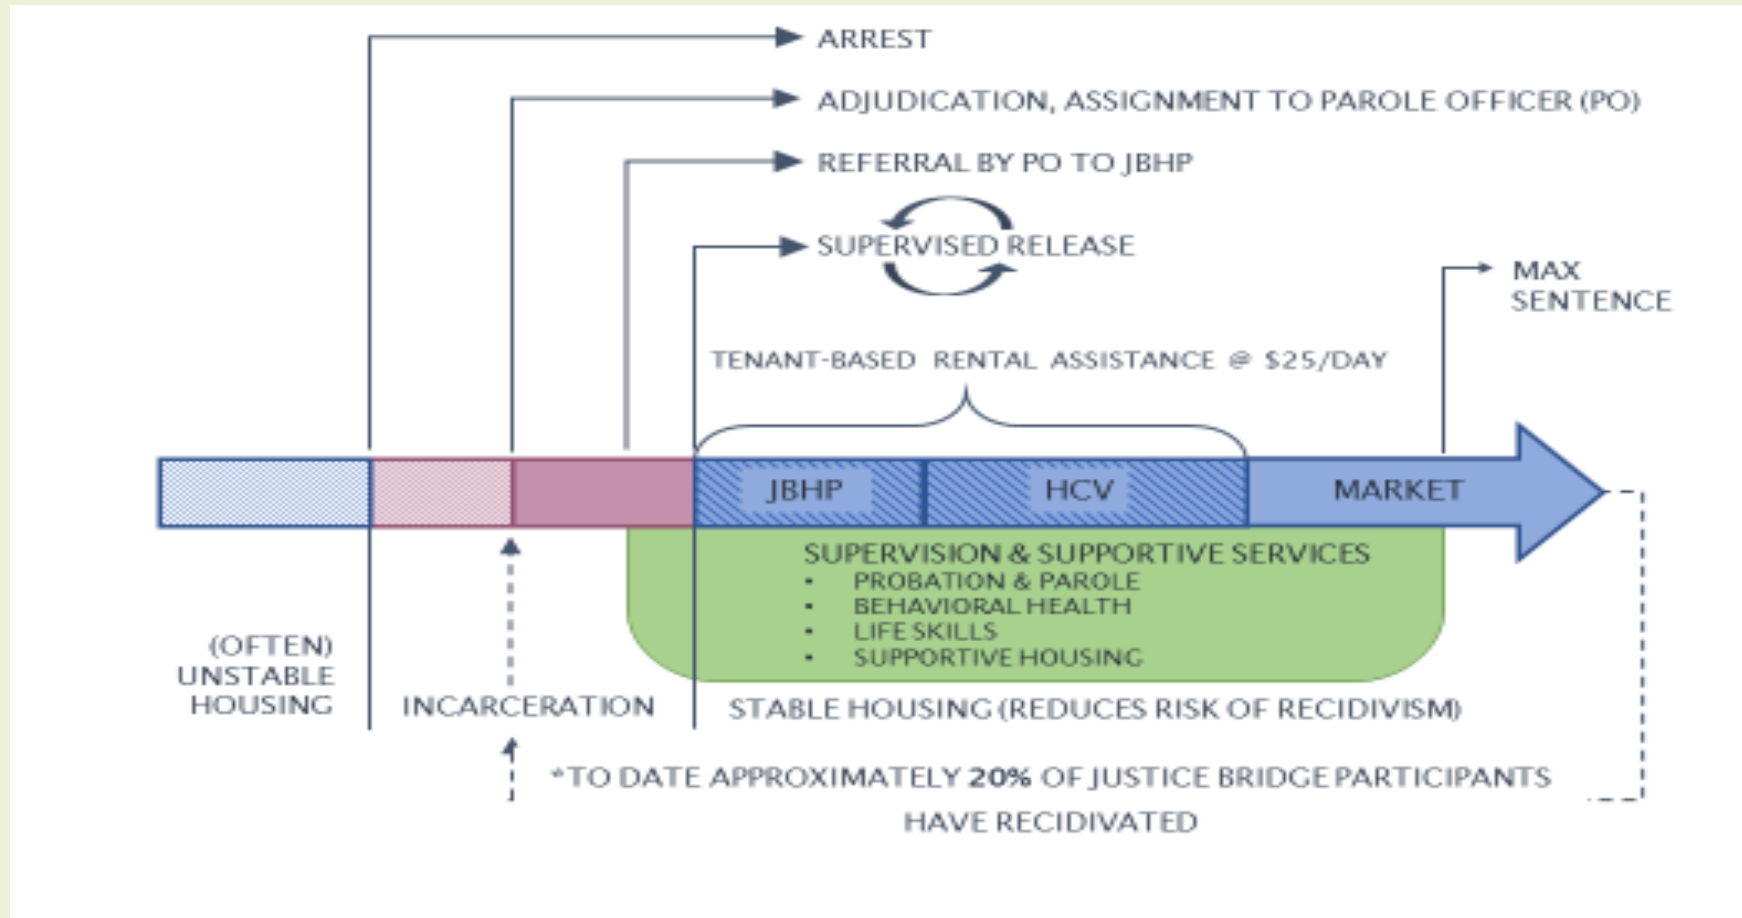 ARREST
ADJUDICATION, ASSIGNMENT TO PAROLE OFFICER (PO)
REFERRAL BY PO TO JBHP
SUPERVISED RELEASE
MAX
SENTENCE
TENANT-BASED RENTAL ASSISTANCE @ $25/DAY
JBHP
HCV
MARKET
SUPERVISION & SUPPORTIVE SERVICES
• PROBATION & PAROLE
• BEHAVIORAL HEALTH
• LIFE SKILLS
• SUPPORTIVE HOUSING
(OFTEN)
UNSTABLE
HOUSING
INCARCERATION
STABLE HOUSING (REDUCES RISK OF RECIDIVISM)
*TO DATE APPROXIMATELY 20% OF JUSTICE BRIDGE PARTICIPANTS
HAVE RECIDIVATED